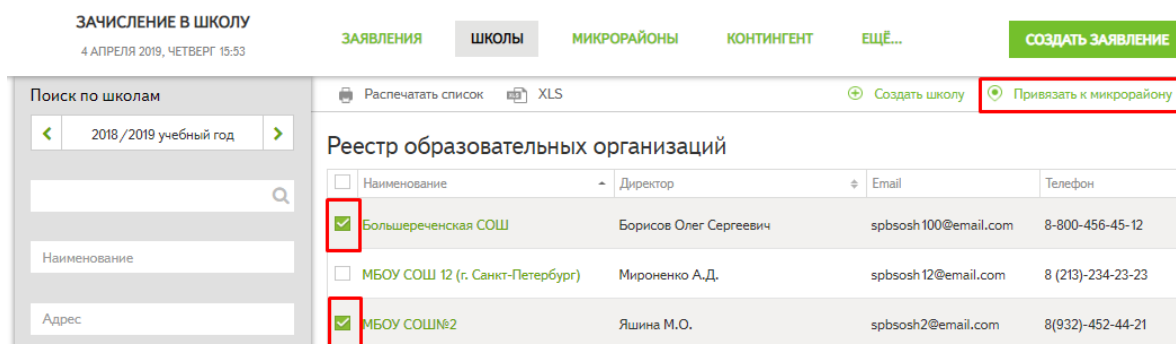 ЗАЧИСЛЕНИЕ В ШКОЛУ
4 АПРЕЛЯ 2019, ЧЕТВЕРГ 15:53
ЗАЯВЛЕНИЯ ШКОЛЫ МИКРОРАЙОНЫ КОНТИНГЕНТ ЕЩЁ... СОЗДАТЬ ЗАЯВЛЕНИЕ
Поиск по школам
2018/2019 учебный год
Наименование
Адрес
Распечатать список XLS Создать школу Привязать к микрорайону
Реестр образовательных организаций
Наименование Директор Email Телефон
Большереченская СОШ Борисов Олег Сергеевич spbsosh100@email.com 8-800-456-45-12
МБОУ СОШ 12 (г. Санкт-Петербург) Мироненко А.Д. spbsosh12@email.com 8 (213)-234-23-23
МБОУ СОШ№2 Яшина М.О. spbsosh2@email.com 8(932)-452-44-21